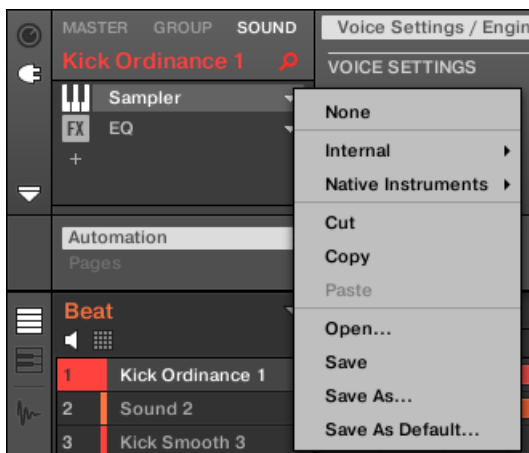 MASTER GROUP SOUND
Kick Ordinance 1
Sampler
FX EQ
+
Automation
Pages
Beat
1 Kick Ordinance 1
2 Sound 2
3 Kick Smooth 3
Voice Settings / Engin
VOICE SETTINGS
None
Internal
Native Instruments
Cut
Copy
Paste
Open...
Save
Save As...
Save As Default...